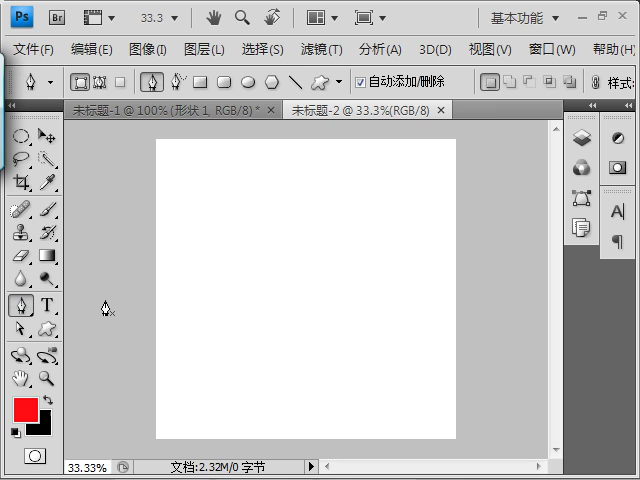 Ps Br 33.3 基本功能
文件(F) 编辑(E) 图像(I) 图层(L) 选择(S) 滤镜(T) 分析(A) 3D(D) 视图(V) 窗口(W) 帮助(H)
自动添加/删除 样式:
未标题-1 @ 100% (形状 1, RGB/8) * 未标题-2 @ 33.3%(RGB/8)
A
T
33.33% 文档:2.32M/0 字节